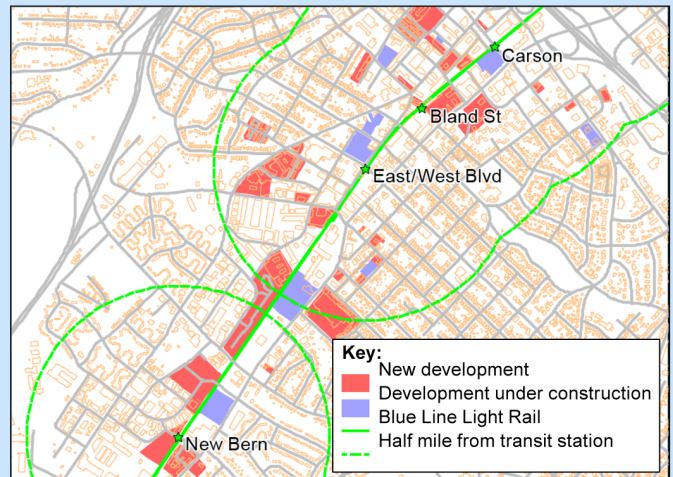 Carson
Bland St
East/West Blvd
Key:
New development
Development under construction
Blue Line Light Rail
Half mile from transit station
New Bern